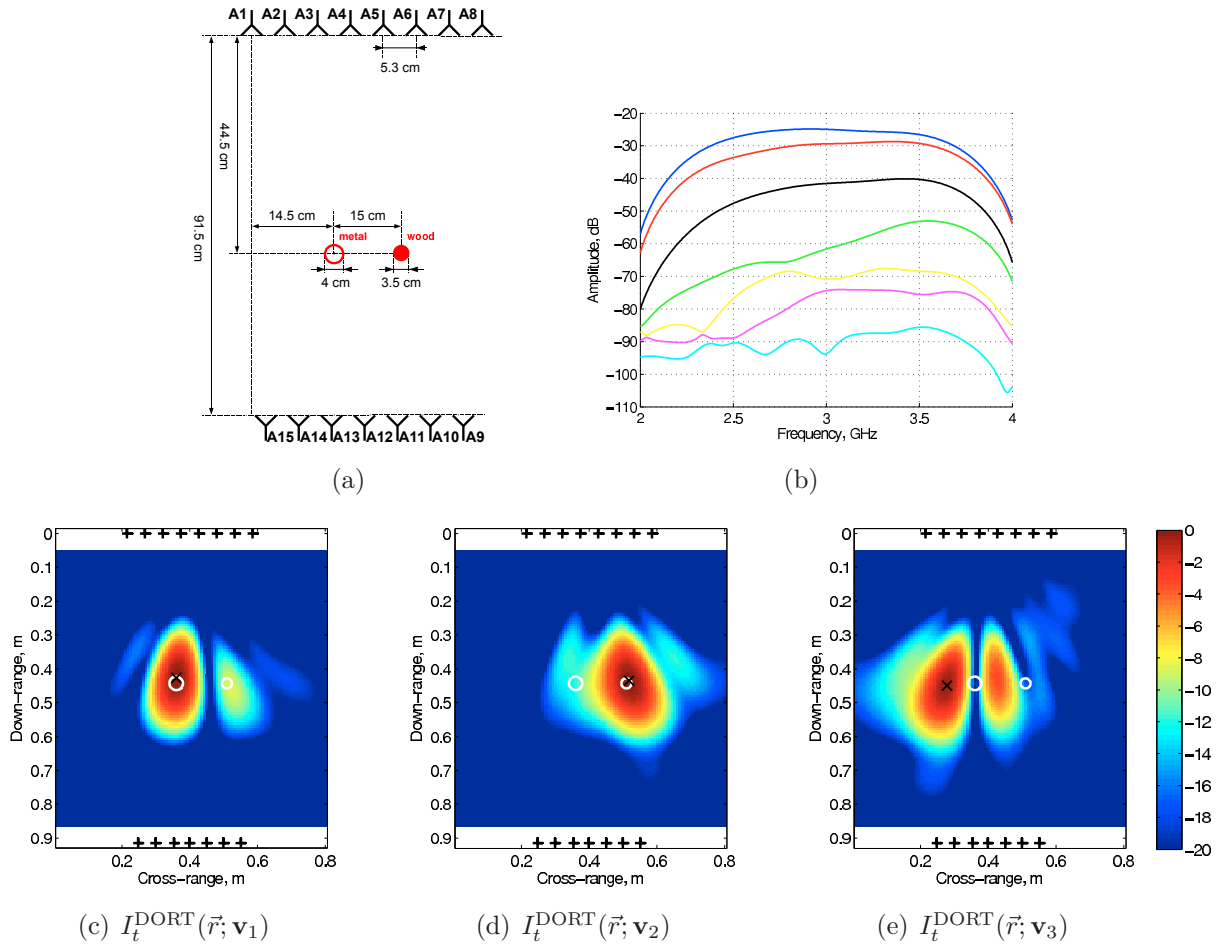 A1 A2 A3 A4 A5 A6 A7 A8
5.3 cm
44.5 cm
91.5 cm
14.5 cm
15 cm
metal
wood
4 cm
3.5 cm
A15 A14 A13 A12 A11 A10 A9
(a)
−20
−30
−40
−50
−60
−70
−80
−90
−100
−110
Amplitude, dB
2 2.5 3 3.5 4
Frequency, GHz
(b)
0
0.1
0.2
0.3
0.4
0.5
0.6
0.7
0.8
0.9
Down−range, m
0.2 0.4 0.6 0.8
Cross−range, m
(c) I_t^DORT(r⃗; v₁)
0
0.1
0.2
0.3
0.4
0.5
0.6
0.7
0.8
0.9
Down−range, m
0.2 0.4 0.6 0.8
Cross−range, m
(d) I_t^DORT(r⃗; v₂)
0
0.1
0.2
0.3
0.4
0.5
0.6
0.7
0.8
0.9
Down−range, m
0.2 0.4 0.6 0.8
Cross−range, m
(e) I_t^DORT(r⃗; v₃)
0
−2
−4
−6
−8
−10
−12
−14
−16
−18
−20